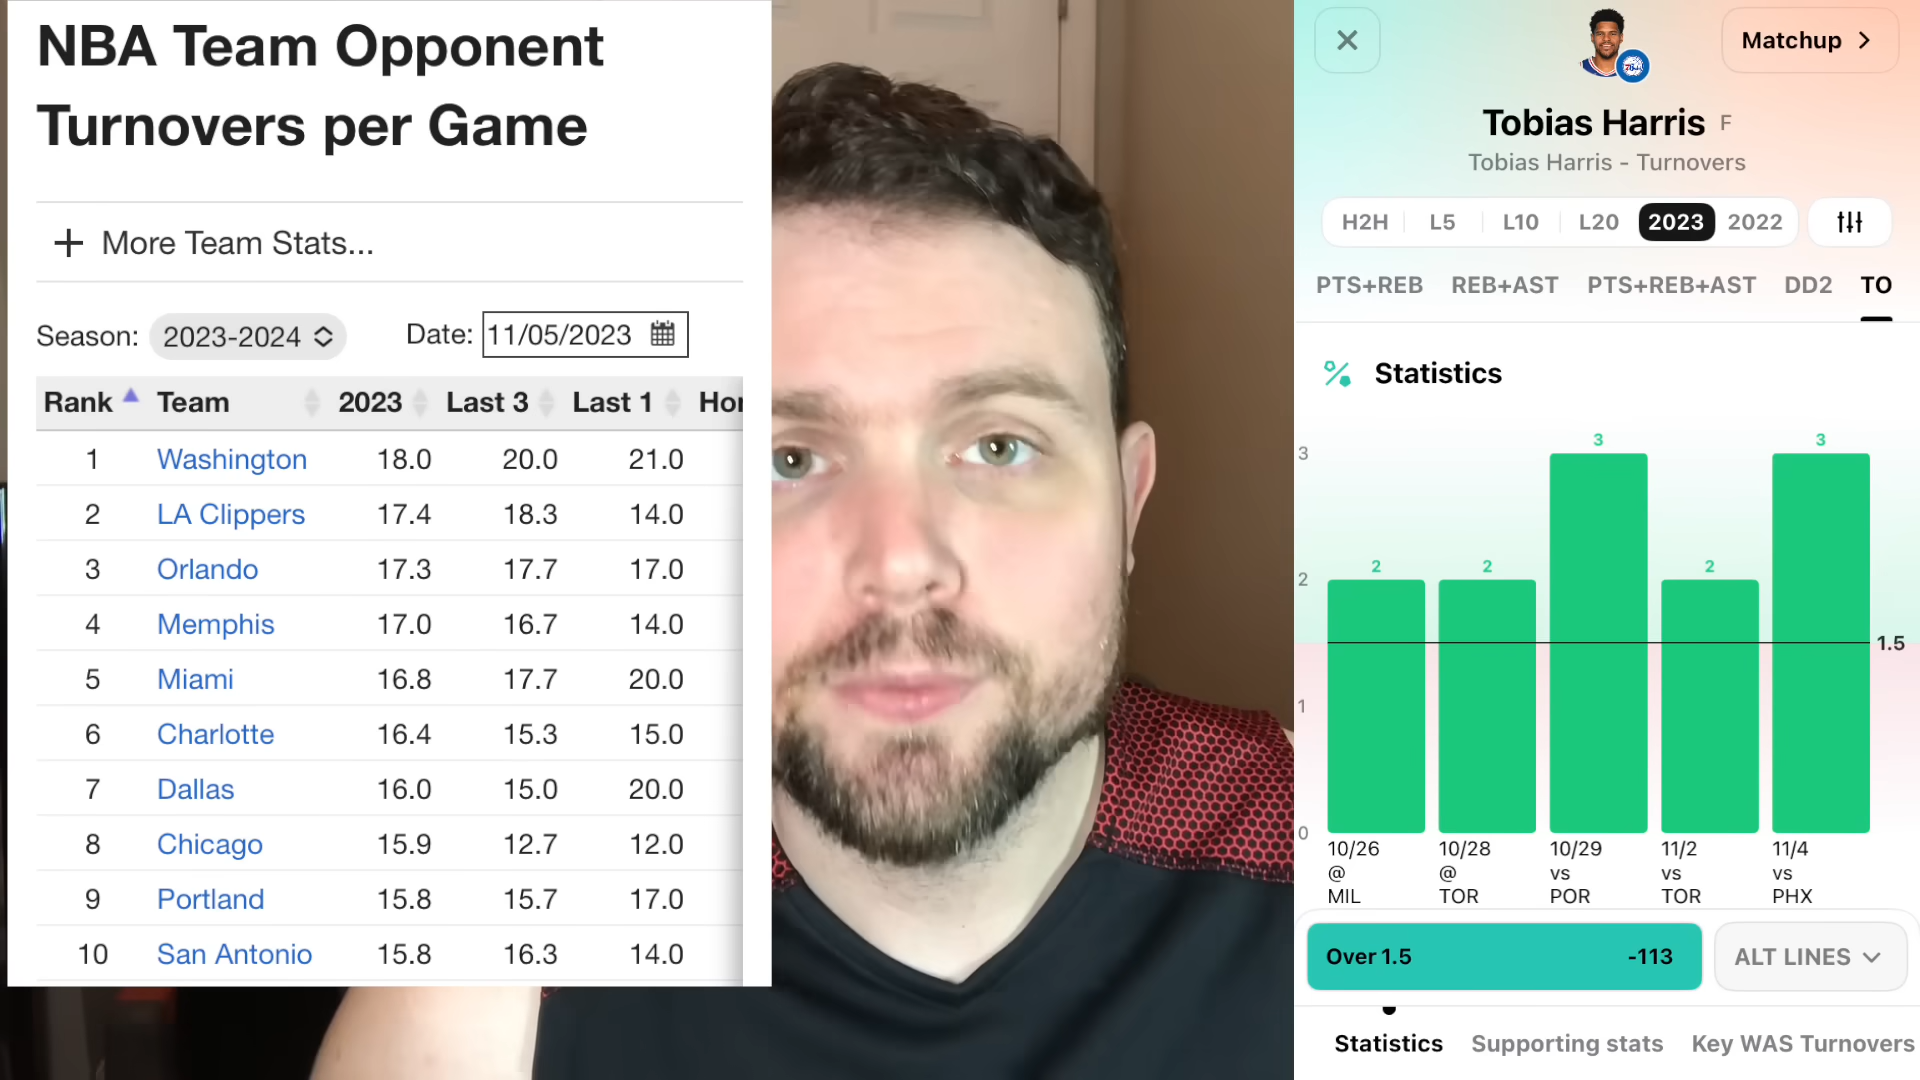 NBA Team Opponent
Turnovers per Game
+ More Team Stats...
Season: 2023-2024 Date: 11/05/2023
Rank Team 2023 Last 3 Last 1 Hor
1 Washington 18.0 20.0 21.0
2 LA Clippers 17.4 18.3 14.0
3 Orlando 17.3 17.7 17.0
4 Memphis 17.0 16.7 14.0
5 Miami 16.8 17.7 20.0
6 Charlotte 16.4 15.3 15.0
7 Dallas 16.0 15.0 20.0
8 Chicago 15.9 12.7 12.0
9 Portland 15.8 15.7 17.0
10 San Antonio 15.8 16.3 14.0
Matchup
Tobias Harris F
Tobias Harris - Turnovers
H2H L5 L10 L20 2023 2022
PTS+REB REB+AST PTS+REB+AST DD2 TO
Statistics
3 3
3
2 2 2
2
1.5
1
0
10/26 10/28 10/29 11/2 11/4
@ @ vs vs vs
MIL TOR POR TOR PHX
Over 1.5 -113 ALT LINES
Statistics Supporting stats Key WAS Turnovers